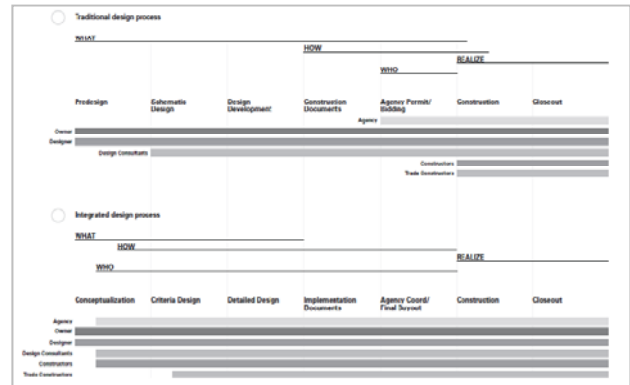 Traditional design process
WHAT
HOW
REALIZE
WHO
Predesign
Schematic
Design
Design
Development
Construction
Documents
Agency Permit/
Bidding
Construction
Closeout
Agency
Owner
Designer
Design Consultants
Constructors
Trade Constructors
Integrated design process
WHAT
HOW
REALIZE
WHO
Conceptualization
Criteria Design
Detailed Design
Implementation
Documents
Agency Coord/
Final Buyout
Construction
Closeout
Agency
Owner
Designer
Design Consultants
Constructors
Trade Constructors